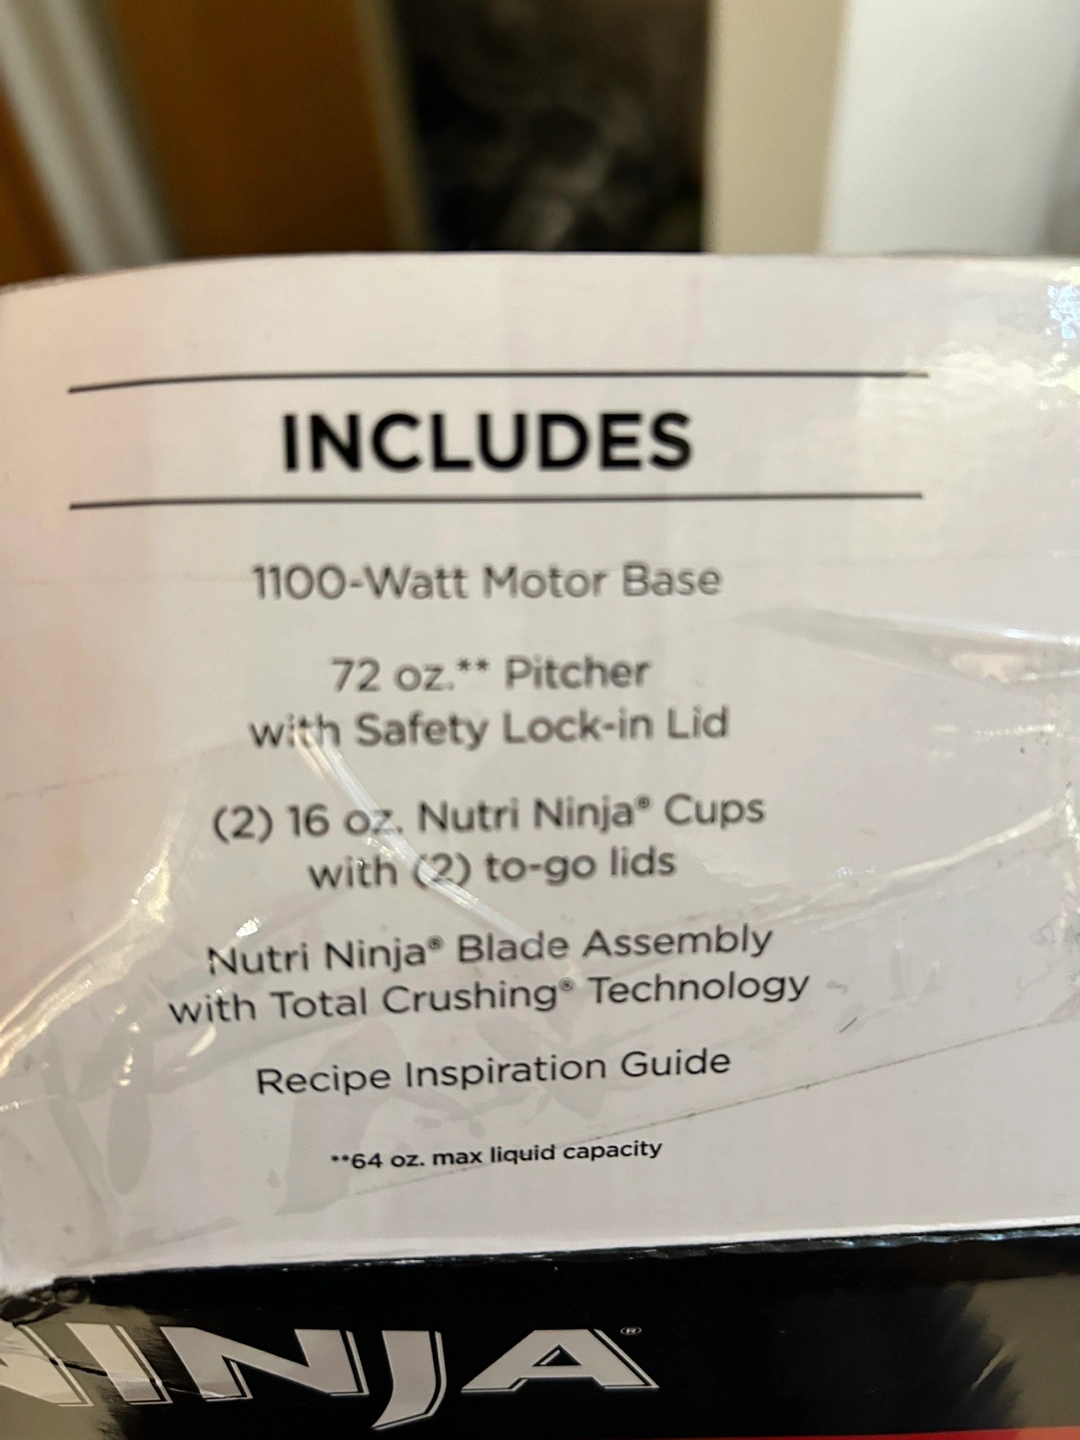 INCLUDES
1100-Watt Motor Base
72 oz.** Pitcher
with Safety Lock-in Lid
(2) 16 oz. Nutri Ninja® Cups
with (2) to-go lids
Nutri Ninja® Blade Assembly
with Total Crushing® Technology
Recipe Inspiration Guide
**64 oz. max liquid capacity
NINJA®